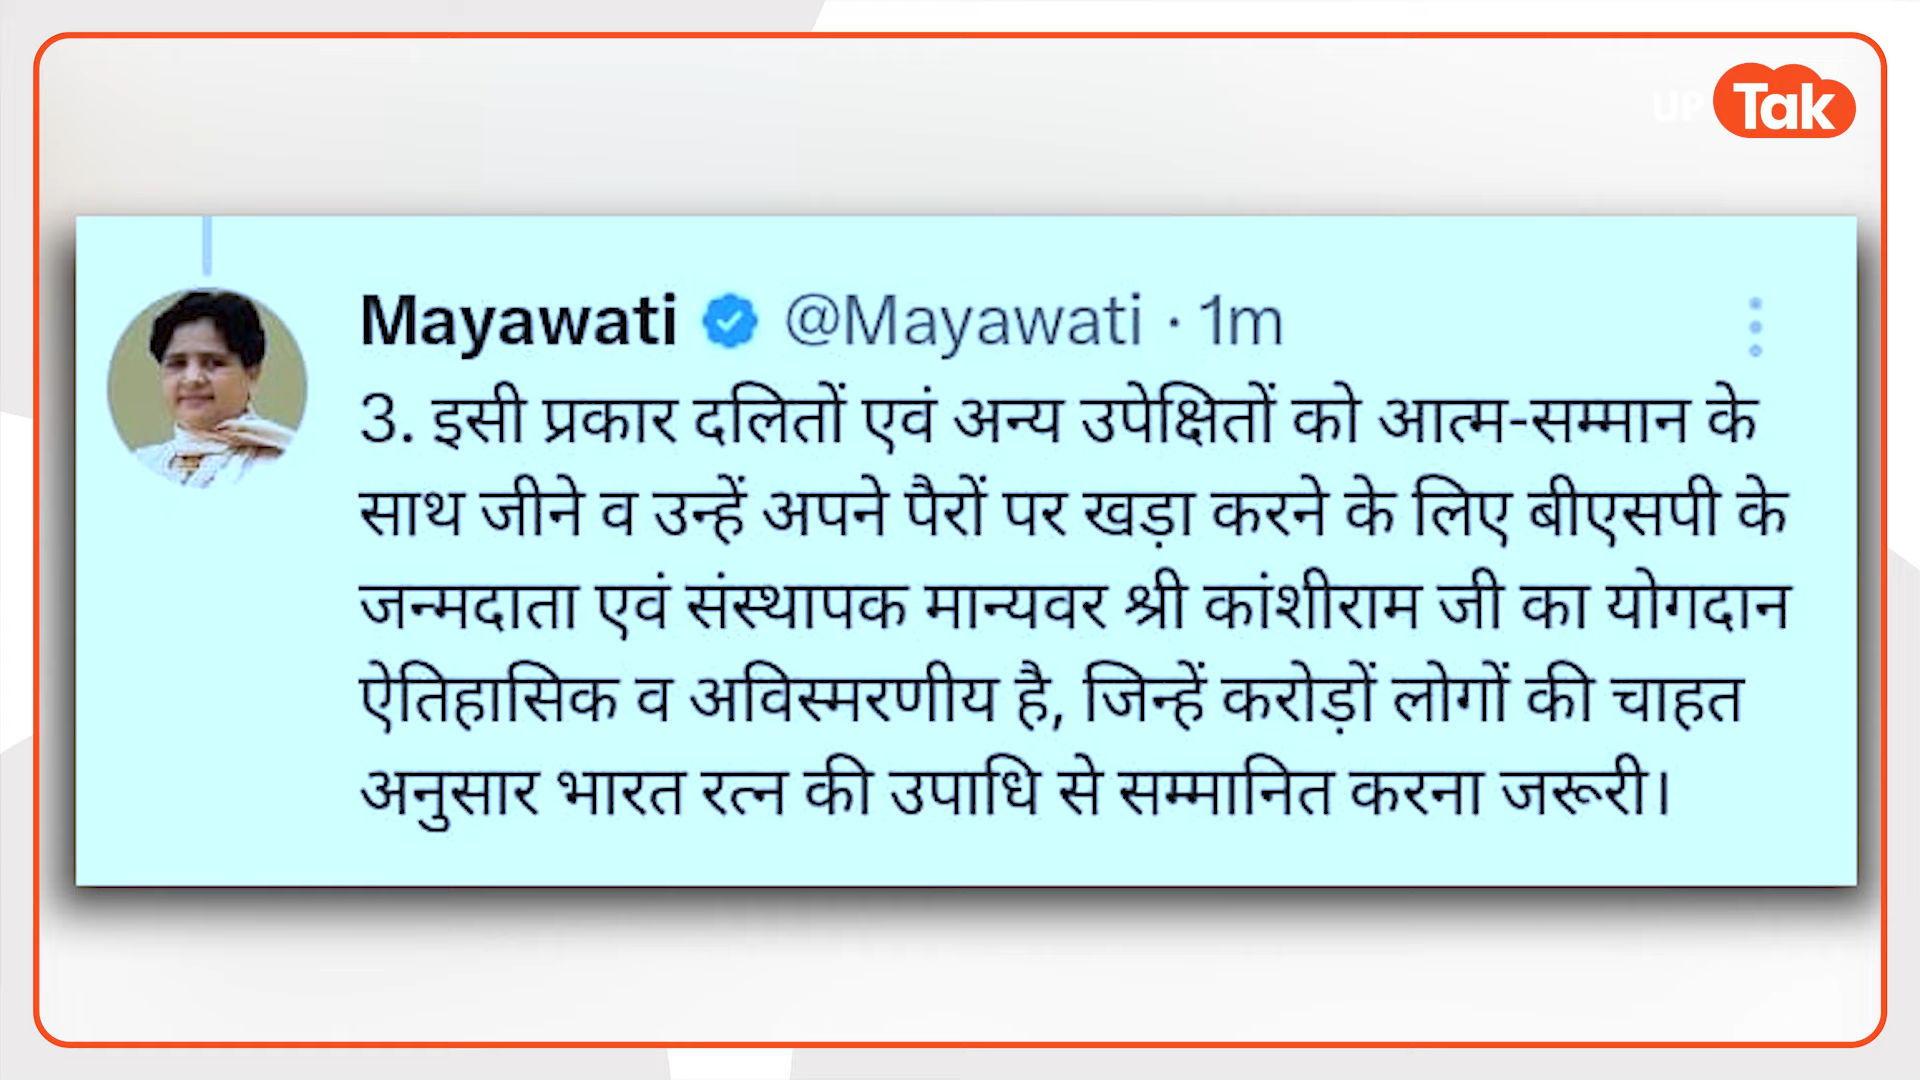 UP Tak
Mayawati @Mayawati · 1m
3. इसी प्रकार दलितों एवं अन्य उपेक्षितों को आत्म-सम्मान के
साथ जीने व उन्हें अपने पैरों पर खड़ा करने के लिए बीएसपी के
जन्मदाता एवं संस्थापक मान्यवर श्री कांशीराम जी का योगदान
ऐतिहासिक व अविस्मरणीय है, जिन्हें करोड़ों लोगों की चाहत
अनुसार भारत रत्न की उपाधि से सम्मानित करना जरूरी।